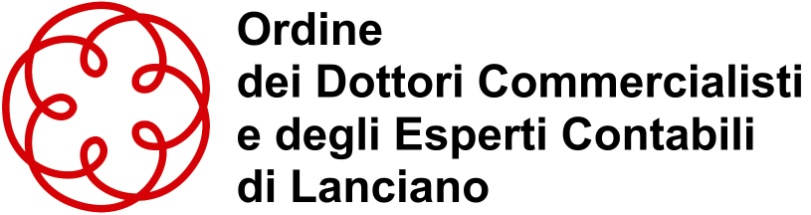 Ordine
dei Dottori Commercialisti
e degli Esperti Contabili
di Lanciano